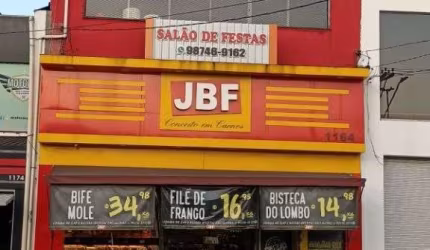 SALÃO DE FESTAS
98746-9162
JBF
Conceito em Carnes
1164
1174
BIFE MOLE
34,98
FILÉ DE FRANGO
16,98
BISTECA DO LOMBO
14,98